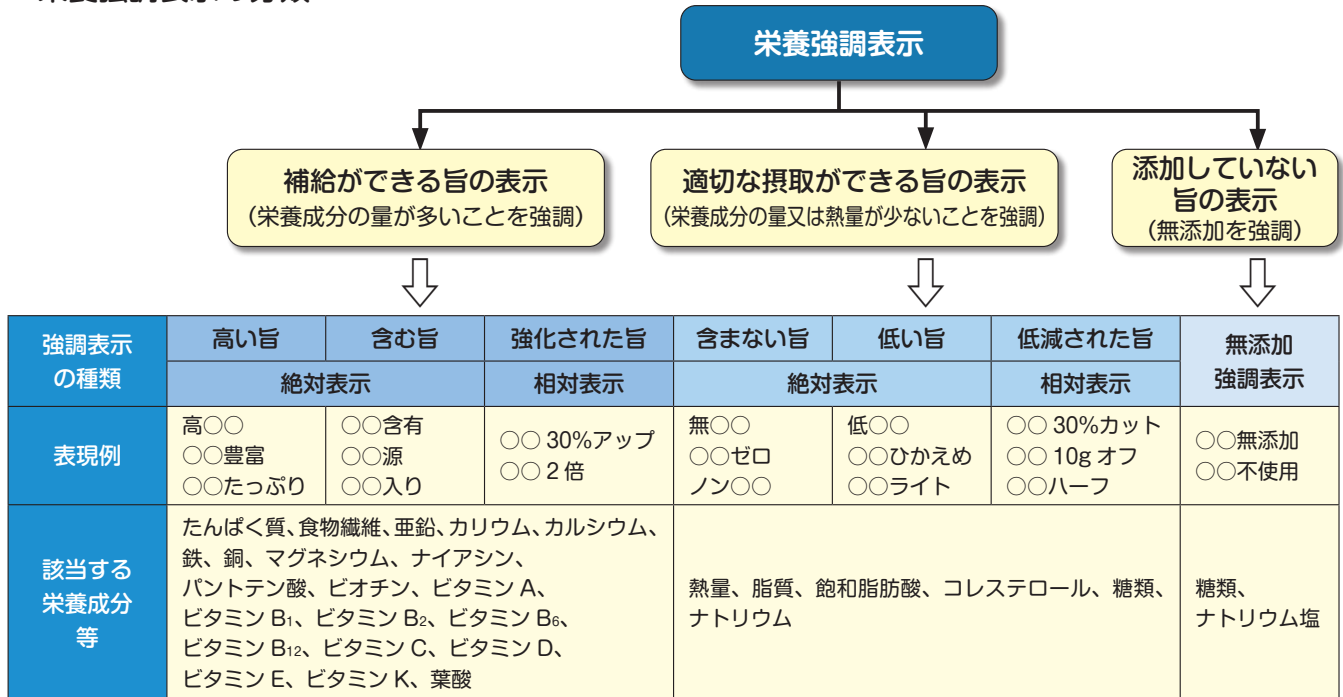 栄養強調表示
補給ができる旨の表示
(栄養成分の量が多いことを強調)
適切な摂取ができる旨の表示
(栄養成分の量又は熱量が少ないことを強調)
添加していない
旨の表示
(無添加を強調)
強調表示
の種類
高い旨
含む旨
強化された旨
含まない旨
低い旨
低減された旨
無添加
強調表示
絶対表示
相対表示
絶対表示
相対表示
表現例
高○○
○○豊富
○○たっぷり
○○含有
○○源
○○入り
○○ 30%アップ
○○ 2 倍
無○○
○○ゼロ
ノン○○
低○○
○○ひかえめ
○○ライト
○○ 30%カット
○○ 10g オフ
○○ハーフ
○○無添加
○○不使用
該当する
栄養成分
等
たんぱく質、食物繊維、亜鉛、カリウム、カルシウム、
鉄、銅、マグネシウム、ナイアシン、
パントテン酸、ビオチン、ビタミン A、
ビタミン B₁、ビタミン B₂、ビタミン B₆、
ビタミン B₁₂、ビタミン C、ビタミン D、
ビタミン E、ビタミン K、葉酸
熱量、脂質、飽和脂肪酸、コレステロール、糖類、
ナトリウム
糖類、
ナトリウム塩